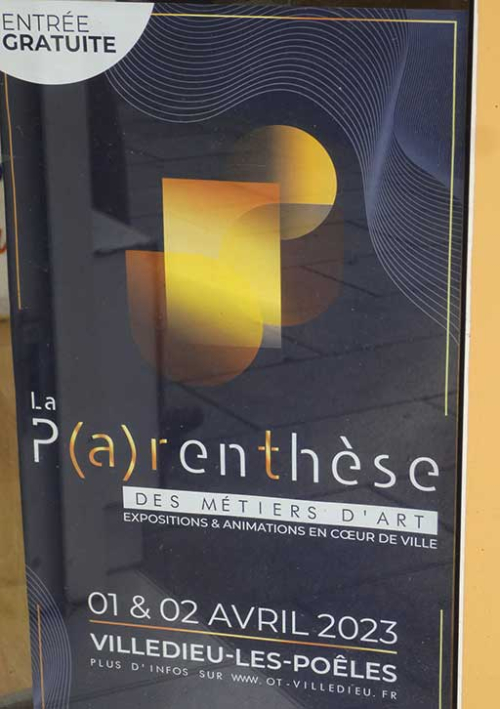 ENTRÉE
GRATUITE
La
P(a)renthèse
DES MÉTIERS D'ART
EXPOSITIONS & ANIMATIONS EN CŒUR DE VILLE
01 & 02 AVRIL 2023
VILLEDIEU-LES-POÊLES
PLUS D'INFOS SUR WWW.OT-VILLEDIEU.FR